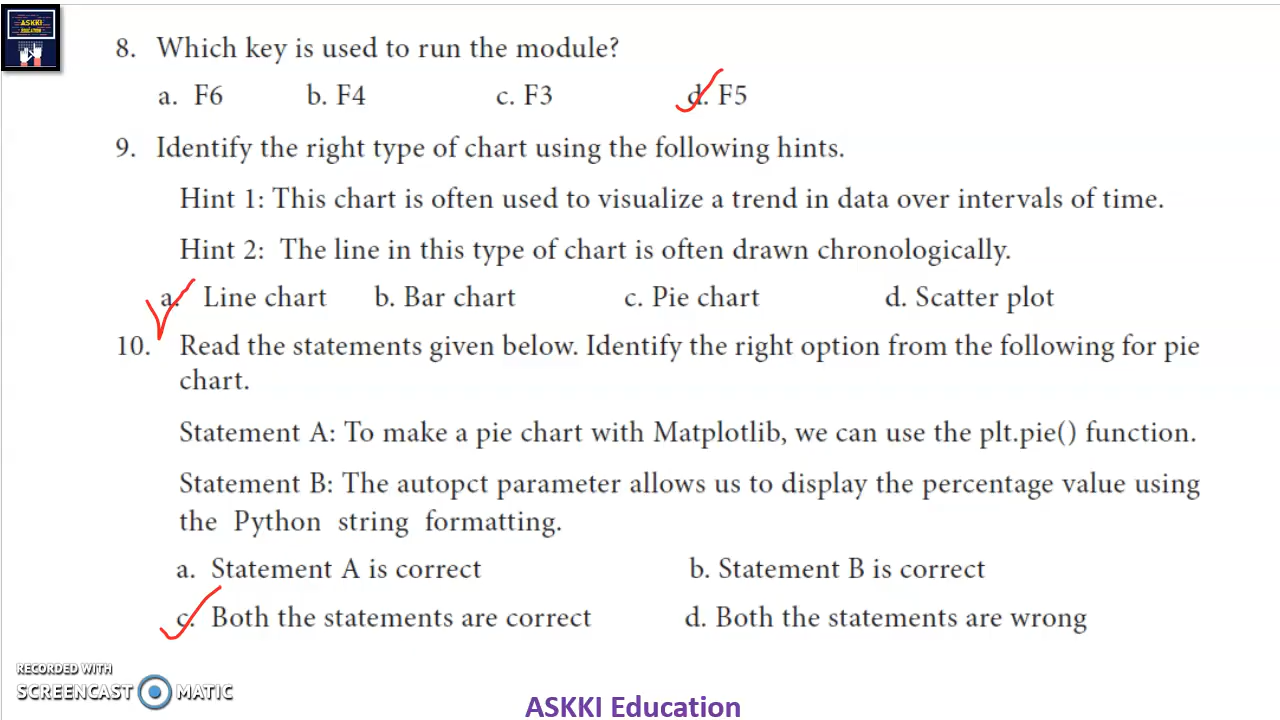 ASKKI
EDUCATION
8. Which key is used to run the module?
a. F6 b. F4 c. F3 d. F5
9. Identify the right type of chart using the following hints.
Hint 1: This chart is often used to visualize a trend in data over intervals of time.
Hint 2: The line in this type of chart is often drawn chronologically.
a. Line chart b. Bar chart c. Pie chart d. Scatter plot
10. Read the statements given below. Identify the right option from the following for pie
chart.
Statement A: To make a pie chart with Matplotlib, we can use the plt.pie() function.
Statement B: The autopct parameter allows us to display the percentage value using
the Python string formatting.
a. Statement A is correct b. Statement B is correct
c. Both the statements are correct d. Both the statements are wrong
RECORDED WITH
SCREENCAST MATIC
ASKKI Education